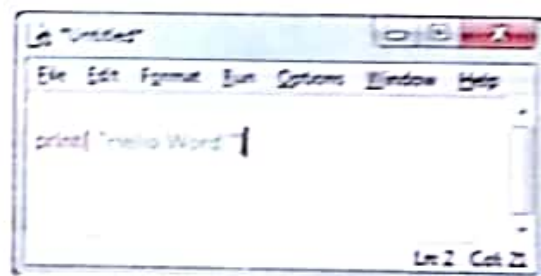 *Untitled*
File Edit Format Run Options Window Help
print( "Hello Word")
Ln: 2 Col: 21